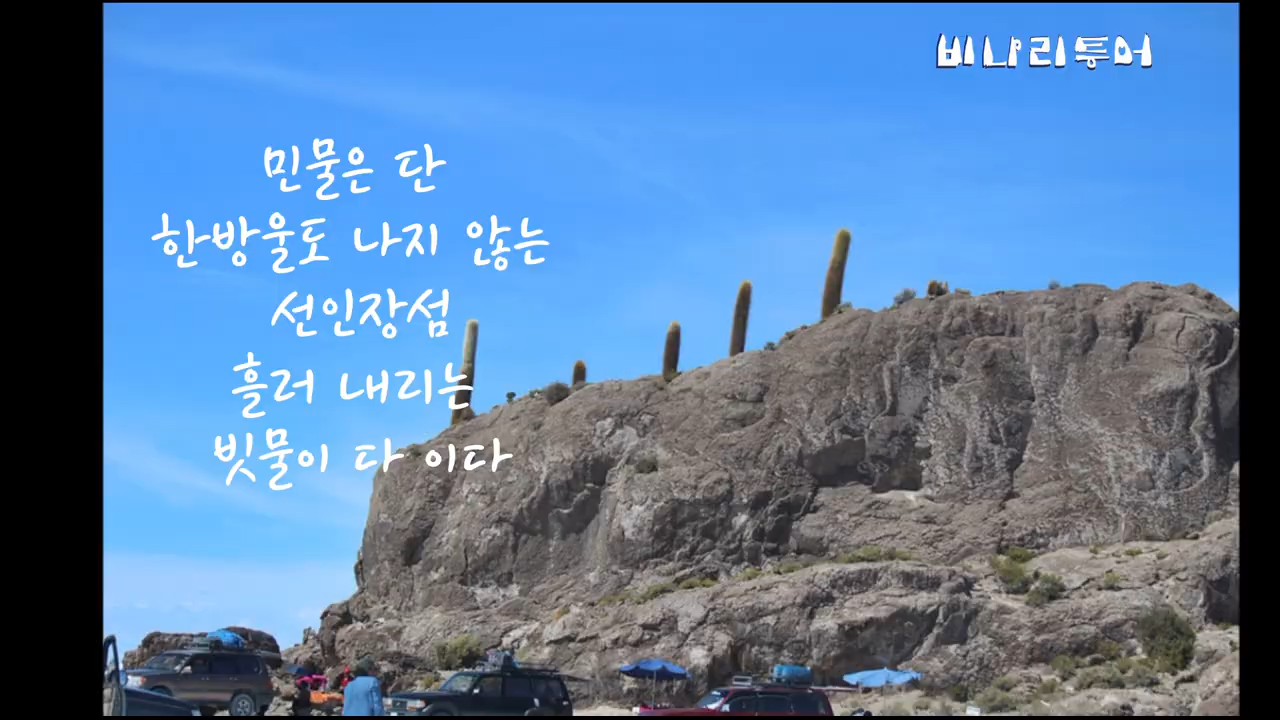 비나리투어
민물은 단
한방울도 나지 않는
선인장섬
흘러 내리는
빗물이 다 이다